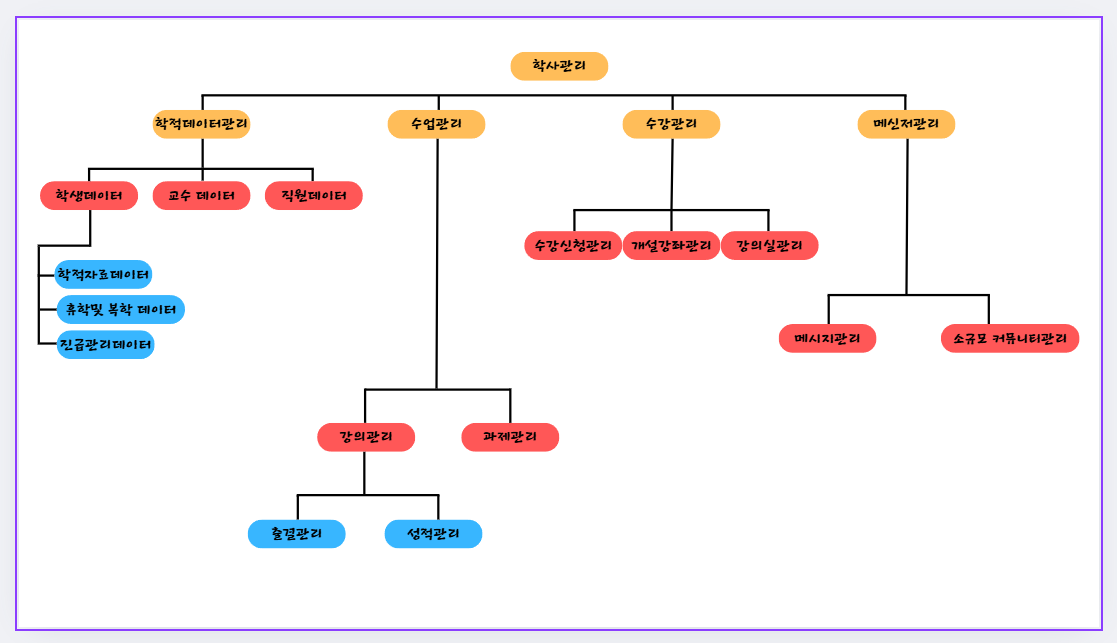 학사관리
학적데이터관리
수업관리
수강관리
메신저관리
학생데이터
교수 데이터
직원데이터
수강신청관리
개설강좌관리
강의실관리
학적자료데이터
휴학및 복학 데이터
진급관리데이터
메시지관리
소규모 커뮤니티관리
강의관리
과제관리
출결관리
성적관리